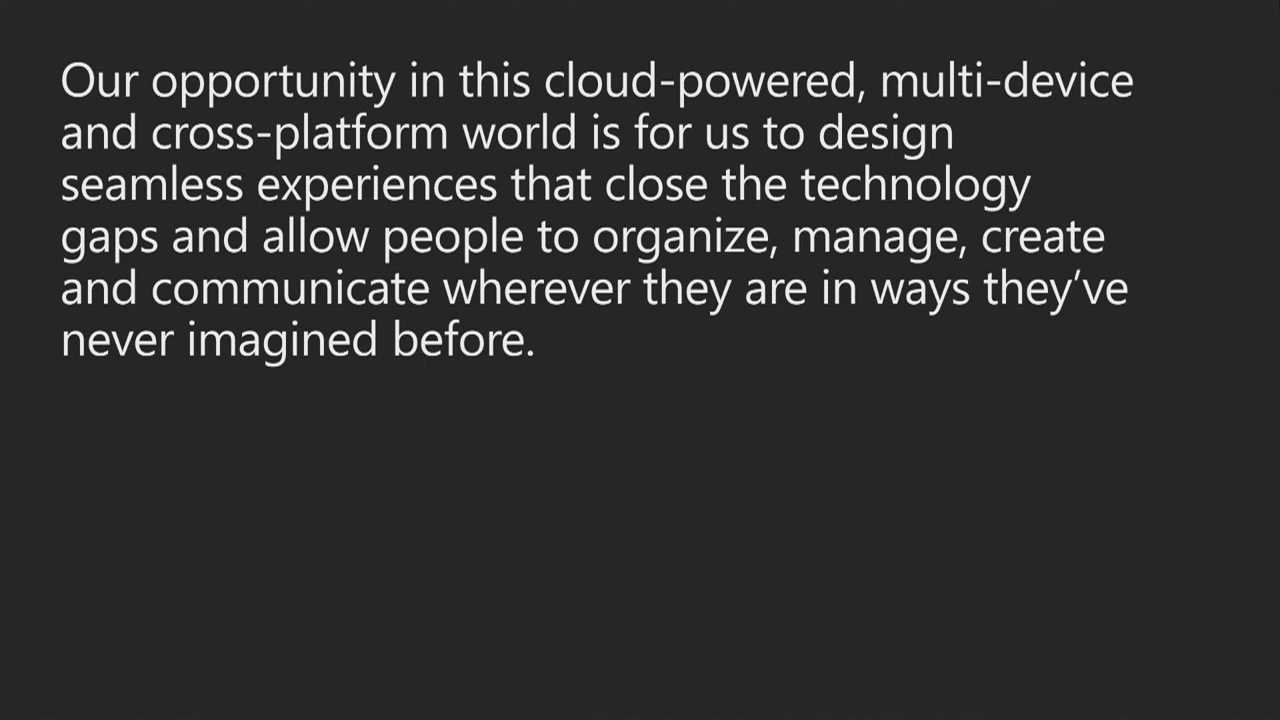 Our opportunity in this cloud-powered, multi-device
and cross-platform world is for us to design
seamless experiences that close the technology
gaps and allow people to organize, manage, create
and communicate wherever they are in ways they’ve
never imagined before.